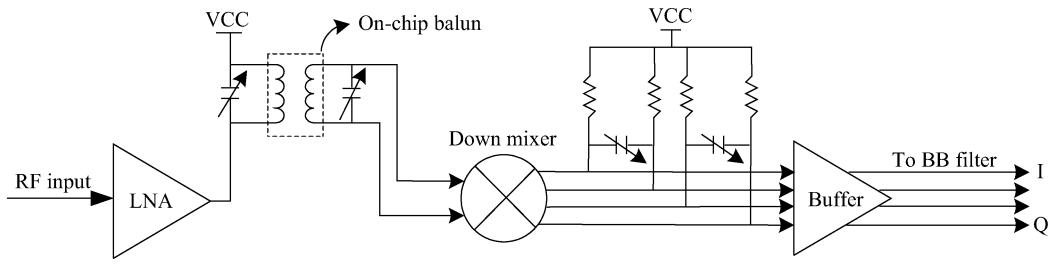 VCC
On-chip balun
VCC
Down mixer
RF input
LNA
Buffer
To BB filter
I
Q